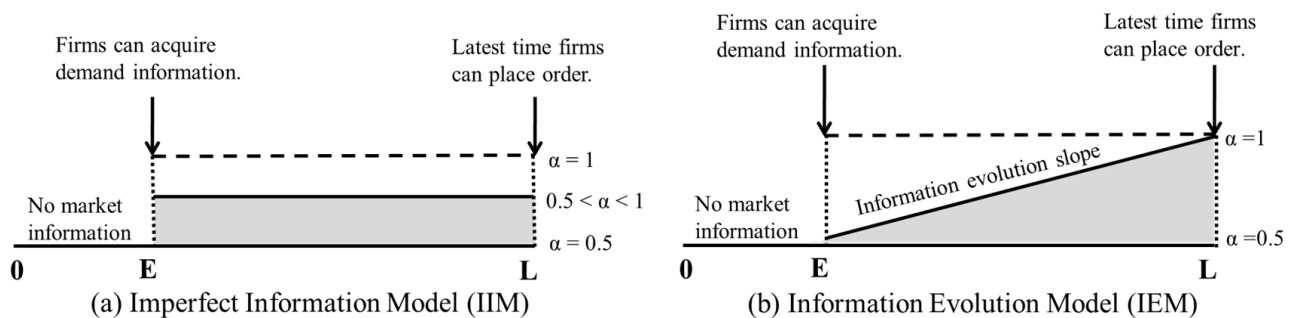 Firms can acquire
demand information.
Latest time firms
can place order.
α = 1
0.5 < α < 1
α = 0.5
No market
information
0
E
L
(a) Imperfect Information Model (IIM)
Firms can acquire
demand information.
Latest time firms
can place order.
α =1
Information evolution slope
No market
information
α =0.5
0
E
L
(b) Information Evolution Model (IEM)